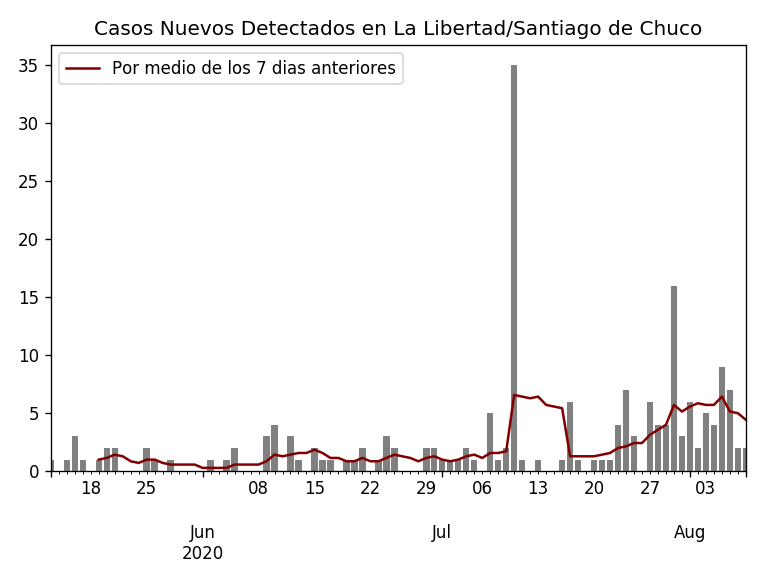 Casos Nuevos Detectados en La Libertad/Santiago de Chuco
Por medio de los 7 dias anteriores
35
30
25
20
15
10
5
0
18 25 08 15 22 29 06 13 20 27 03
Jun Jul Aug
2020